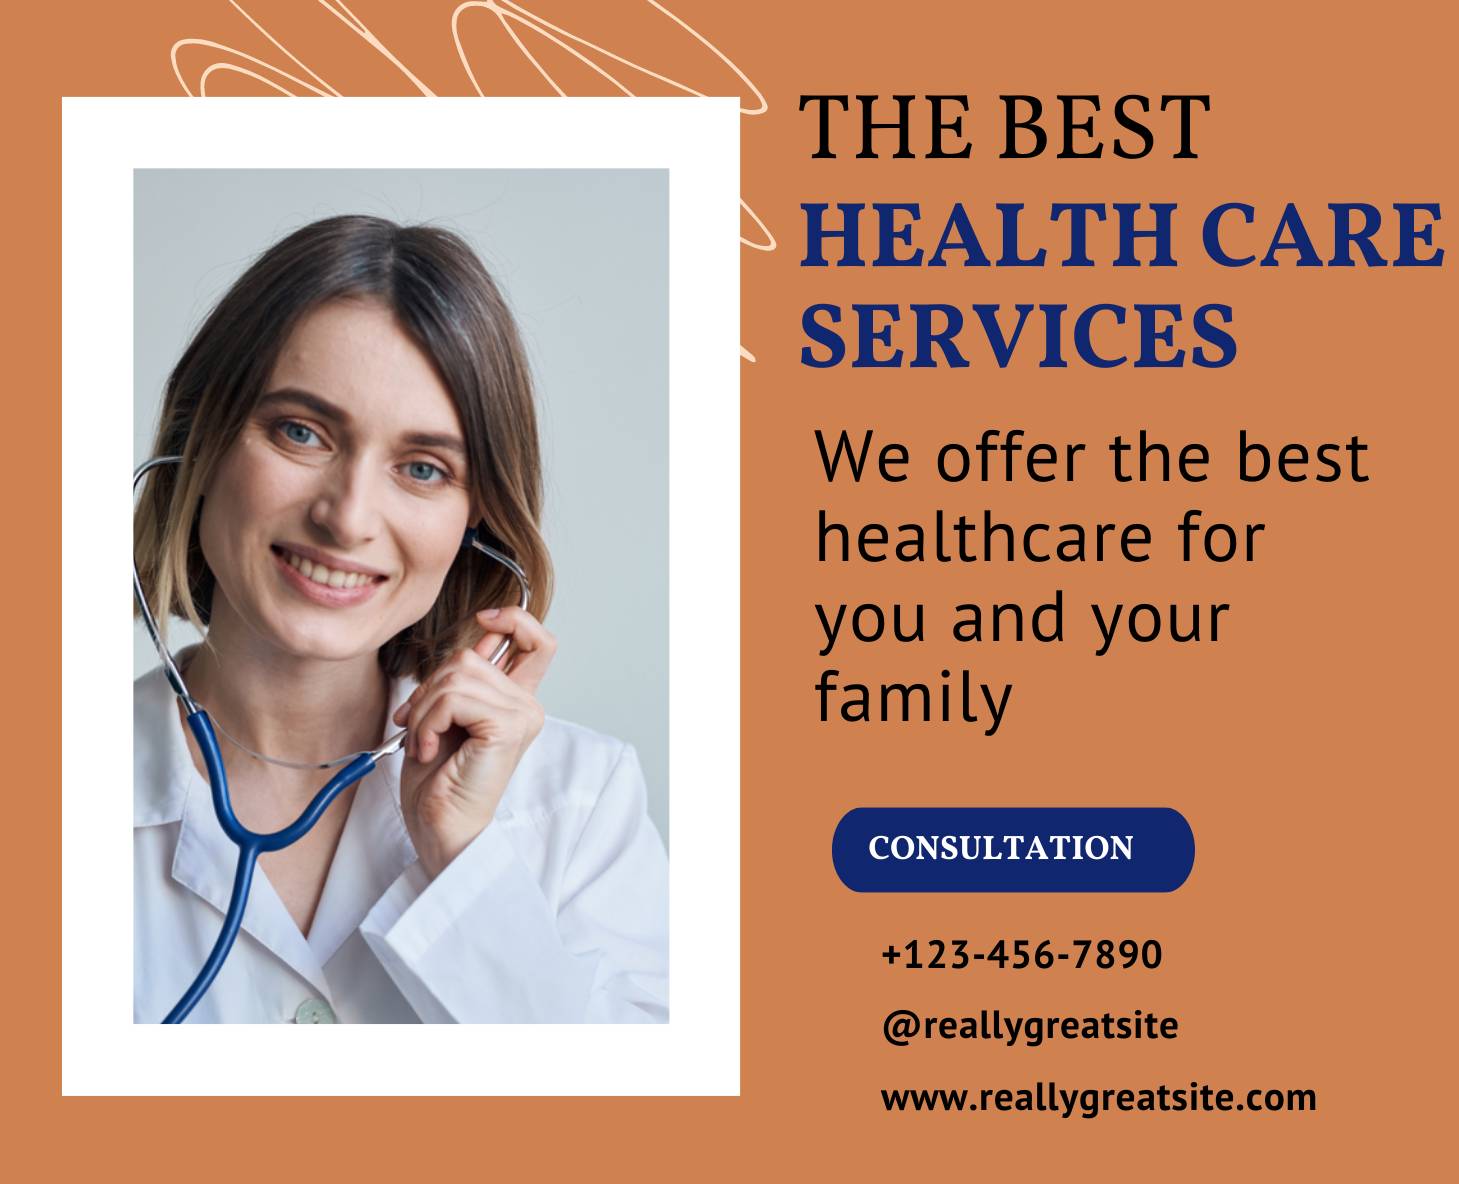 THE BEST
HEALTH CARE
SERVICES
We offer the best
healthcare for
you and your
family
CONSULTATION
+123-456-7890
@reallygreatsite
www.reallygreatsite.com